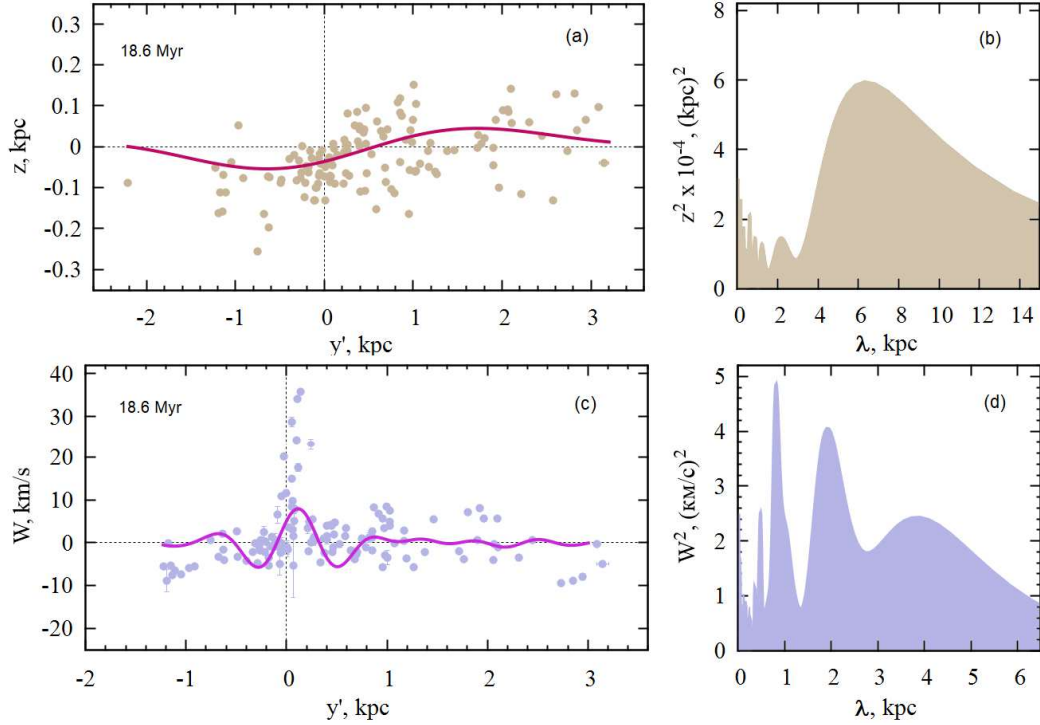 0.3
0.2
0.1
0
-0.1
-0.2
-0.3
z, kpc
18.6 Myr
(a)
-2 -1 0 1 2 3
y', kpc
8
6
4
2
0
z² x 10⁻⁴ , (kpc)²
(b)
0 2 4 6 8 10 12 14
λ, kpc
40
30
20
10
0
-10
-20
W, km/s
18.6 Myr
(c)
-2 -1 0 1 2 3
y', kpc
5
4
3
2
1
0
W², (км/с)²
(d)
0 1 2 3 4 5 6
λ, kpc